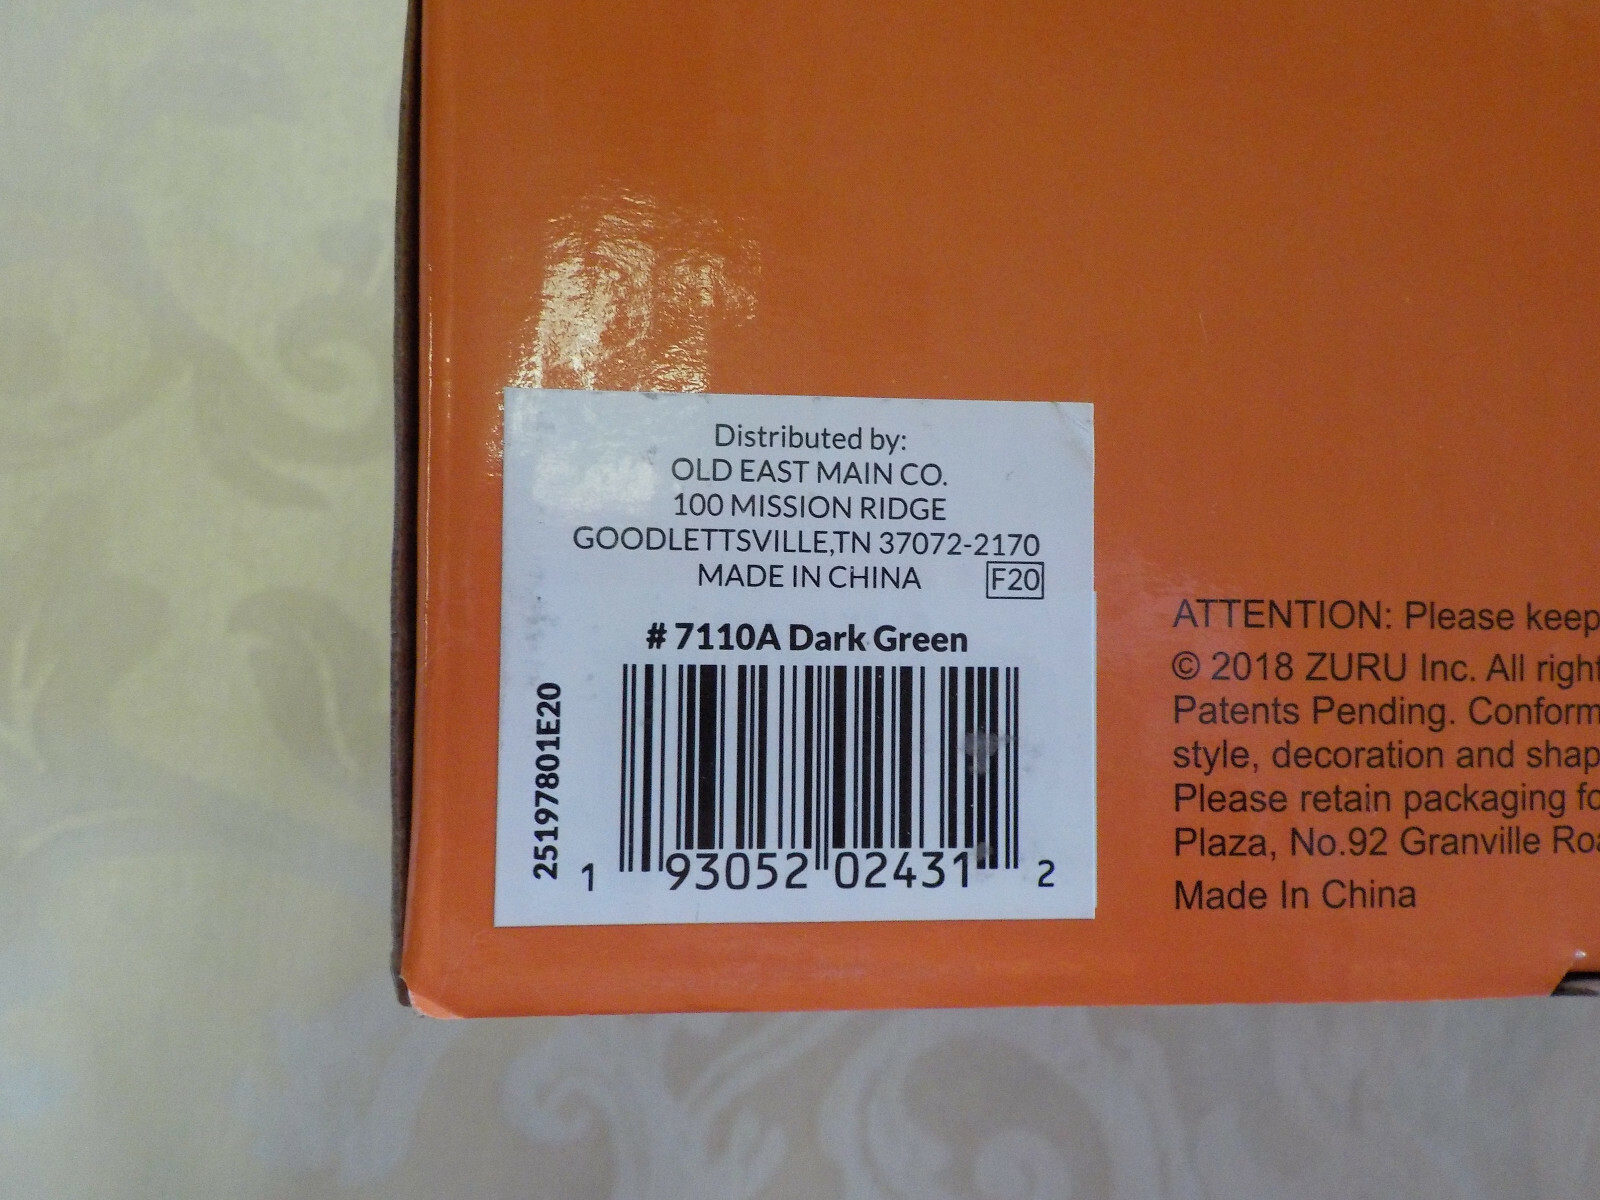 Distributed by:
OLD EAST MAIN CO.
100 MISSION RIDGE
GOODLETTSVILLE,TN 37072-2170
MADE IN CHINA
F20
# 7110A Dark Green
25197801E20
1 93052 02431 2
ATTENTION: Please keep
© 2018 ZURU Inc. All right
Patents Pending. Conform
style, decoration and shap
Please retain packaging fo
Plaza, No.92 Granville Roa
Made In China